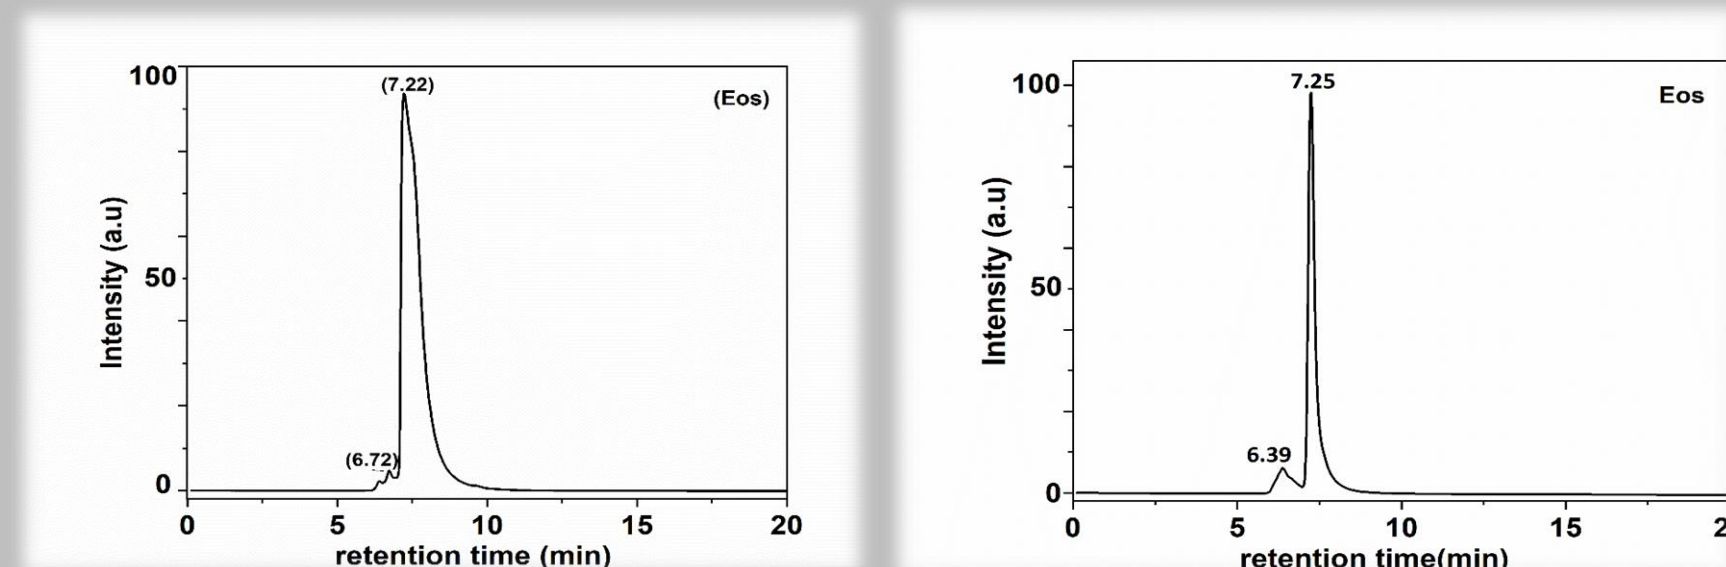 100
(7.22)
(Eos)
Intensity (a.u)
50
(6.72)
0
0 5 10 15 20
retention time (min)
100
7.25
Eos
Intensity (a.u)
50
6.39
0
0 5 10 15 2
retention time(min)